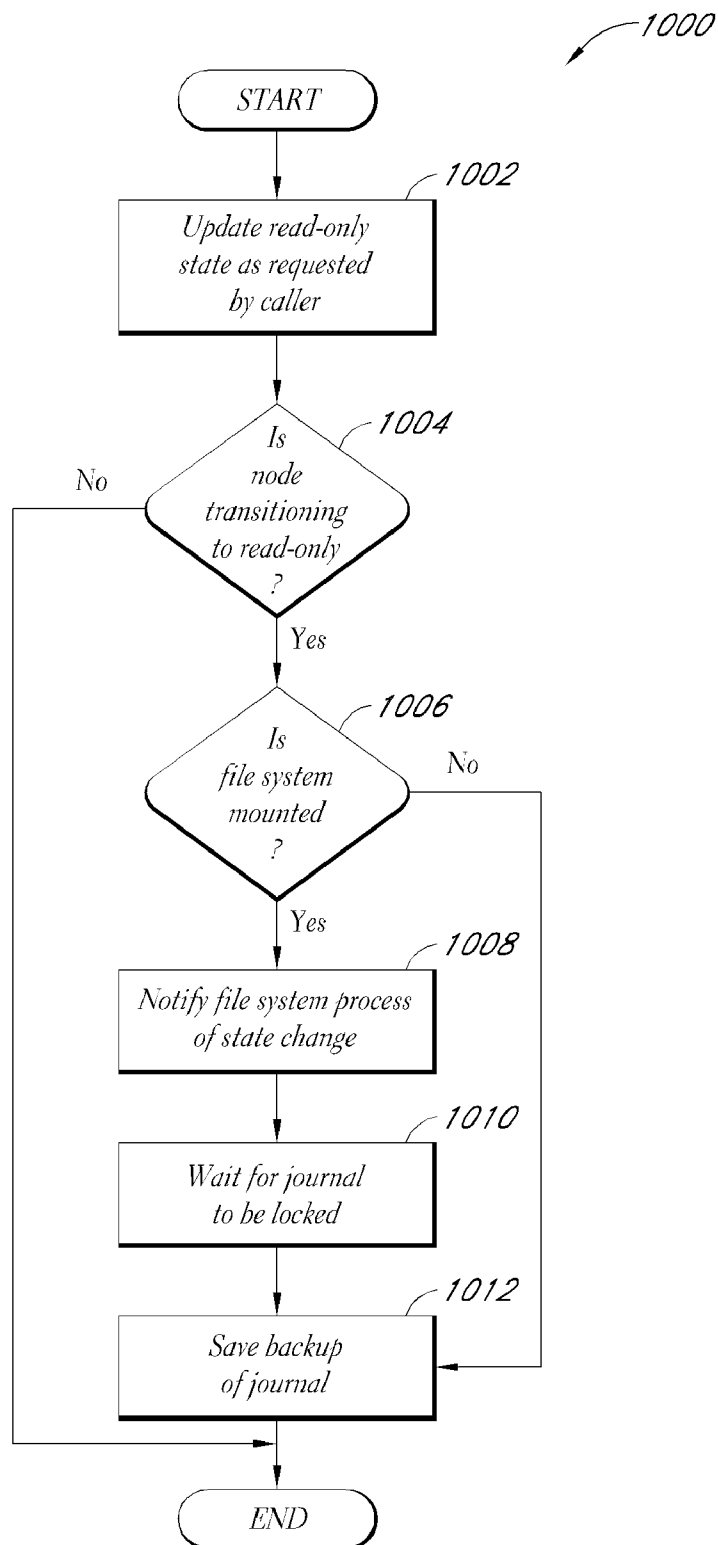 1000
START
1002
Update read-only
state as requested
by caller
1004
Is
node
transitioning
to read-only
?
No
Yes
1006
Is
file system
mounted
?
No
Yes
1008
Notify file system process
of state change
1010
Wait for journal
to be locked
1012
Save backup
of journal
END